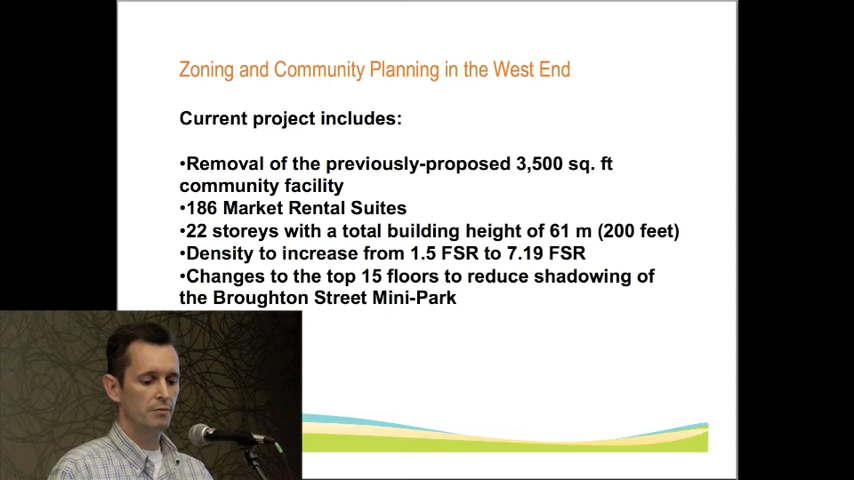 Zoning and Community Planning in the West End
Current project includes:
•Removal of the previously-proposed 3,500 sq. ft
community facility
•186 Market Rental Suites
•22 storeys with a total building height of 61 m (200 feet)
•Density to increase from 1.5 FSR to 7.19 FSR
•Changes to the top 15 floors to reduce shadowing of
the Broughton Street Mini-Park